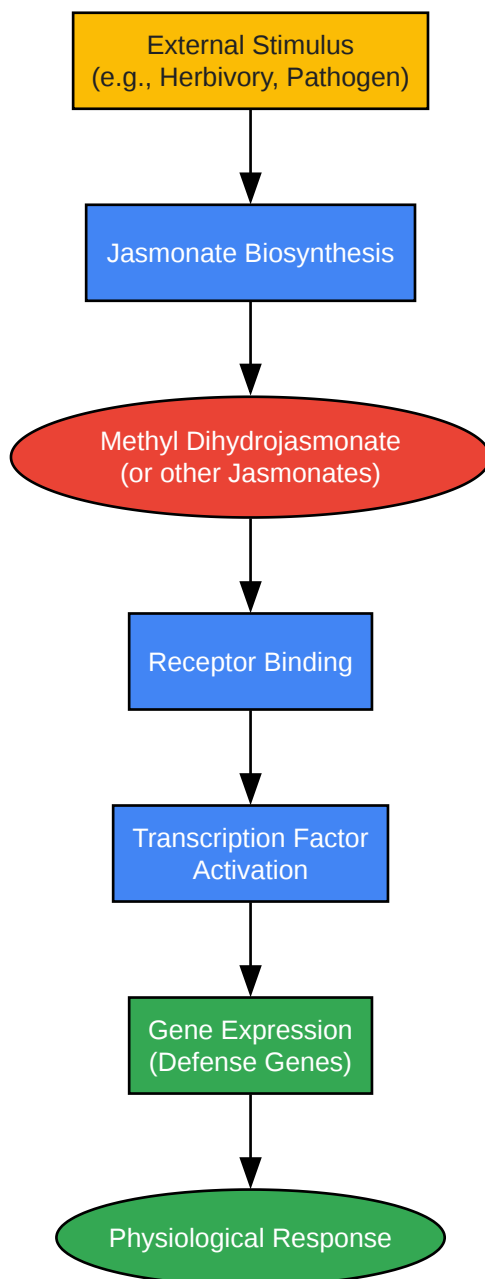 External Stimulus
(e.g., Herbivory, Pathogen)
Jasmonate Biosynthesis
Methyl Dihydrojasmonate
(or other Jasmonates)
Receptor Binding
Transcription Factor
Activation
Gene Expression
(Defense Genes)
Physiological Response